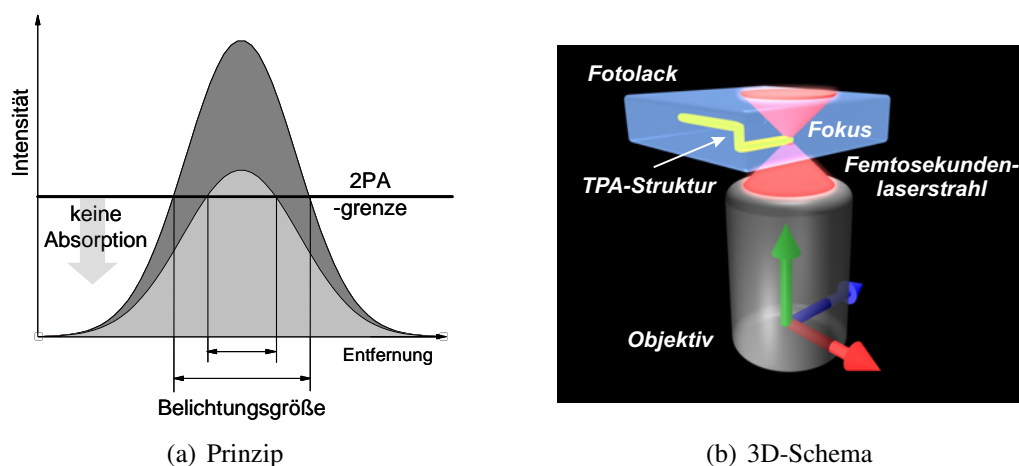 Intensität
2PA
-grenze
keine
Absorption
Entfernung
Belichtungsgröße
(a) Prinzip
Fotolack
Fokus
TPA-Struktur
Femtosekunden-
laserstrahl
Objektiv
(b) 3D-Schema